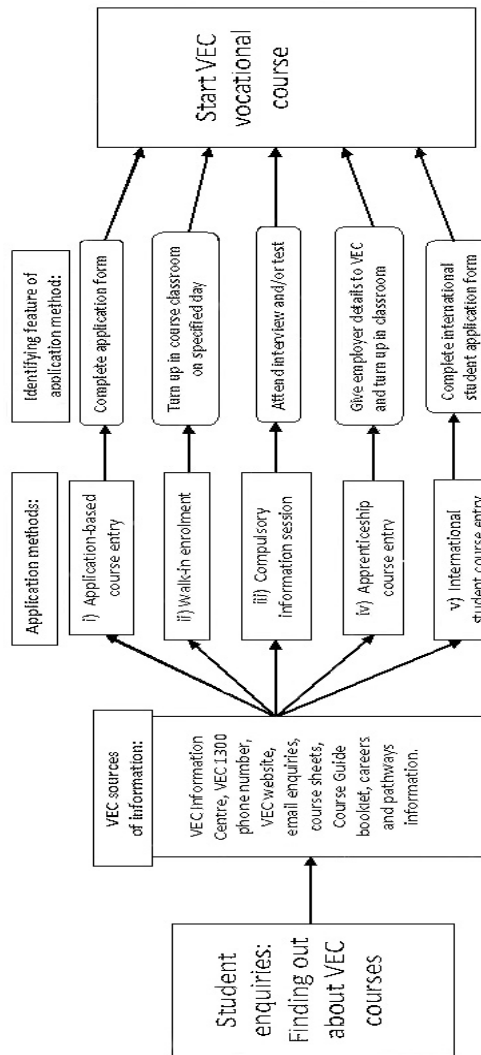 Student
enquiries:
Finding out
about VEC
courses
VEC sources
of information:
VEC Information
Centre, VEC 1300
phone number,
VEC website,
email enquiries,
course sheets,
Course Guide
booklet, careers
and pathways
information.
Application methods:
i) Application-based
course entry
ii) Walk-in enrolment
iii) Compulsory
information session
iv) Apprenticeship
course entry
v) International
student course entry
Identifying feature of
application method:
Complete application form
Turn up in course classroom
on specified day
Attend interview and/or test
Give employer details to VEC
and turn up in classroom
Complete international
student application form
Start VEC
vocational
course